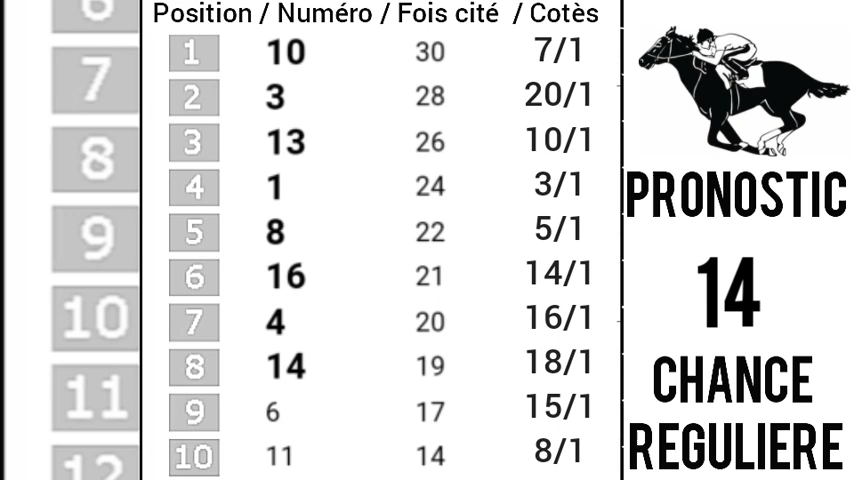 6
7
8
9
10
11
12
Position / Numéro / Fois cité / Cotès
1 10 30 7/1
2 3 28 20/1
3 13 26 10/1
4 1 24 3/1
5 8 22 5/1
6 16 21 14/1
7 4 20 16/1
8 14 19 18/1
9 6 17 15/1
10 11 14 8/1
PRONOSTIC
14
CHANCE
REGULIERE